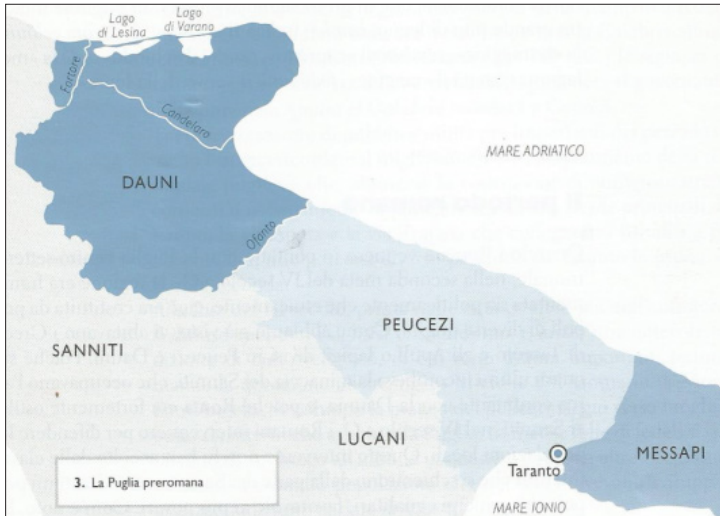 Lago
di Lesina
Lago
di Varano
Fortore
Candelaro
MARE ADRIATICO
DAUNI
Ofanto
PEUCEZI
SANNITI
LUCANI
MESSAPI
Taranto
3. La Puglia preromana
MARE IONIO